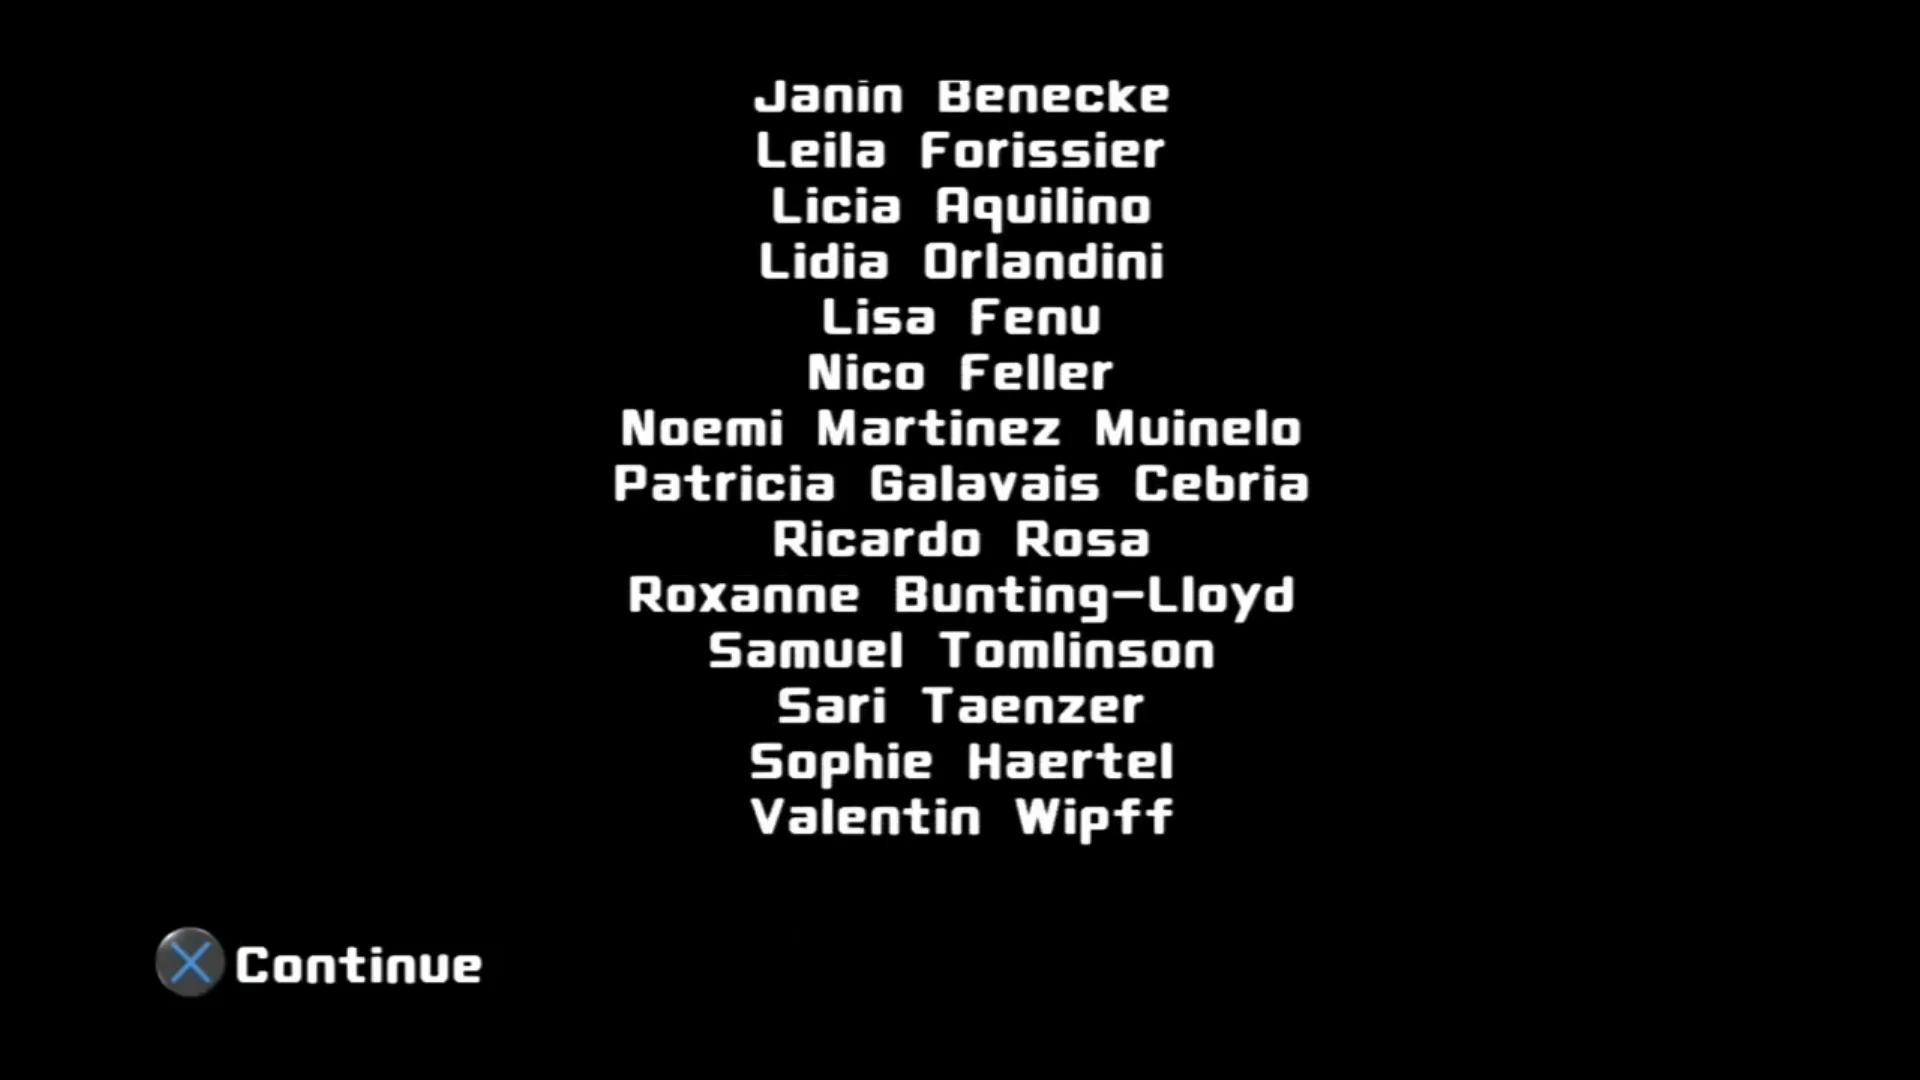 Janin Benecke
Leila Forissier
Licia Aquilino
Lidia Orlandini
Lisa Fenu
Nico Feller
Noemi Martinez Muinelo
Patricia Galavais Cebria
Ricardo Rosa
Roxanne Bunting-Lloyd
Samuel Tomlinson
Sari Taenzer
Sophie Haertel
Valentin Wipff
Continue